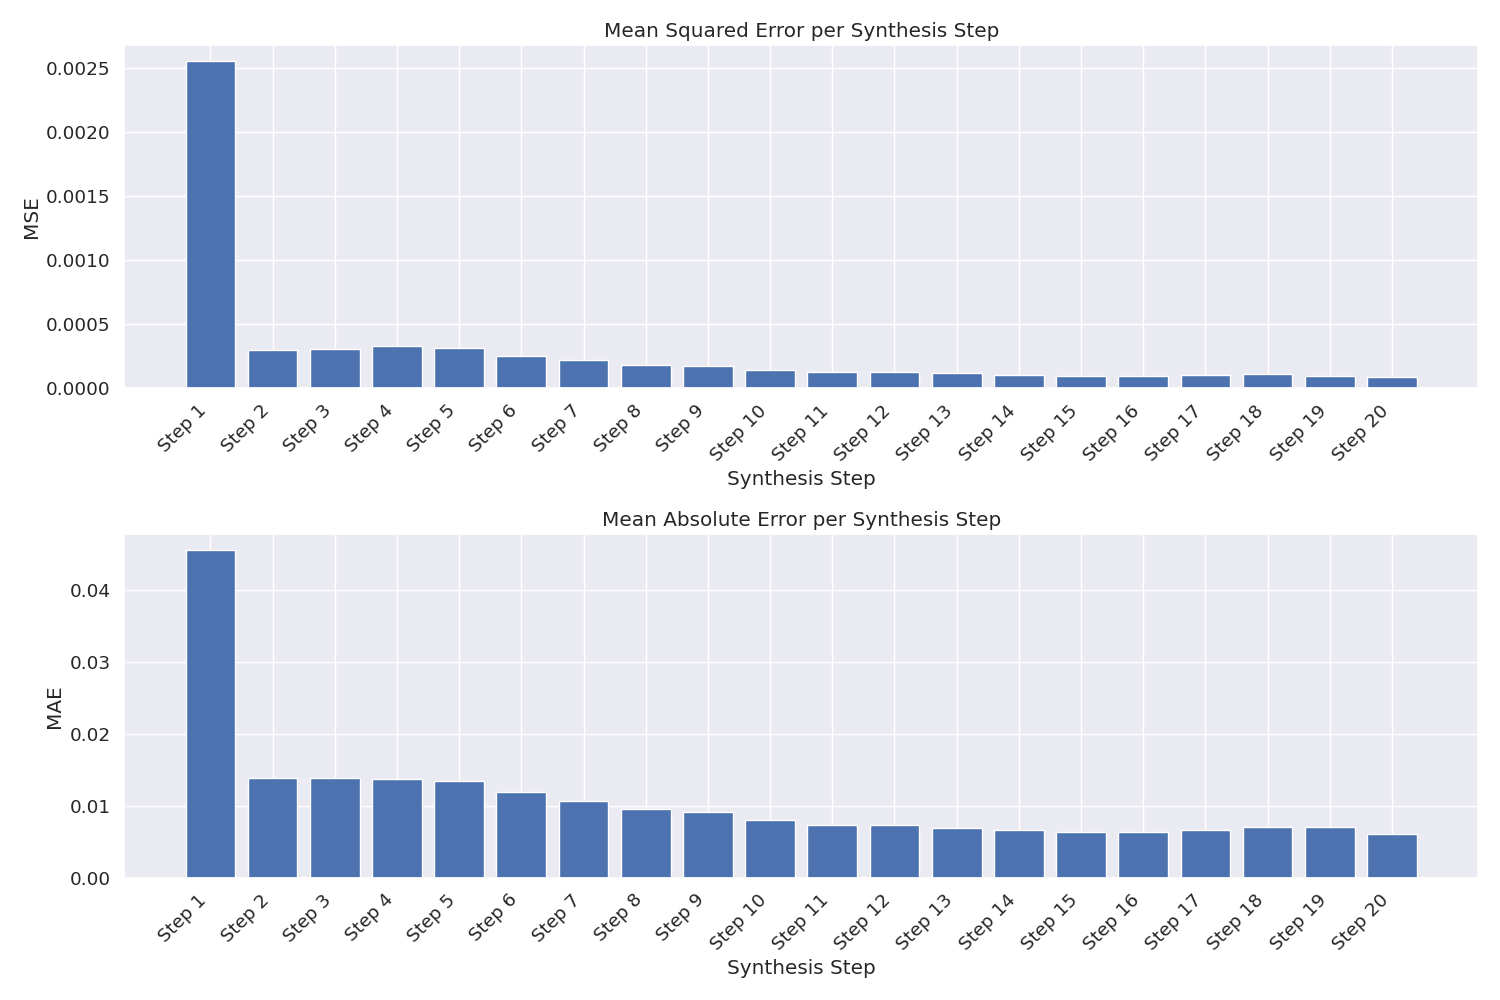 Mean Squared Error per Synthesis Step
MSE
0.0025
0.0020
0.0015
0.0010
0.0005
0.0000
Step 1
Step 2
Step 3
Step 4
Step 5
Step 6
Step 7
Step 8
Step 9
Step 10
Step 11
Step 12
Step 13
Step 14
Step 15
Step 16
Step 17
Step 18
Step 19
Step 20
Synthesis Step
Mean Absolute Error per Synthesis Step
MAE
0.04
0.03
0.02
0.01
0.00
Step 1
Step 2
Step 3
Step 4
Step 5
Step 6
Step 7
Step 8
Step 9
Step 10
Step 11
Step 12
Step 13
Step 14
Step 15
Step 16
Step 17
Step 18
Step 19
Step 20
Synthesis Step